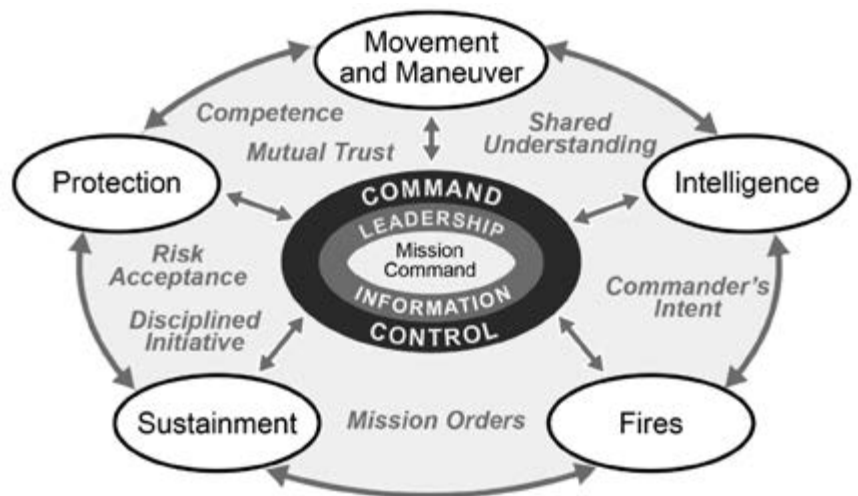 Movement
and Maneuver
Competence
Mutual Trust
Shared
Understanding
Protection
Intelligence
COMMAND
LEADERSHIP
Mission
Command
INFORMATION
CONTROL
Risk
Acceptance
Disciplined
Initiative
Commander's
Intent
Sustainment
Mission Orders
Fires